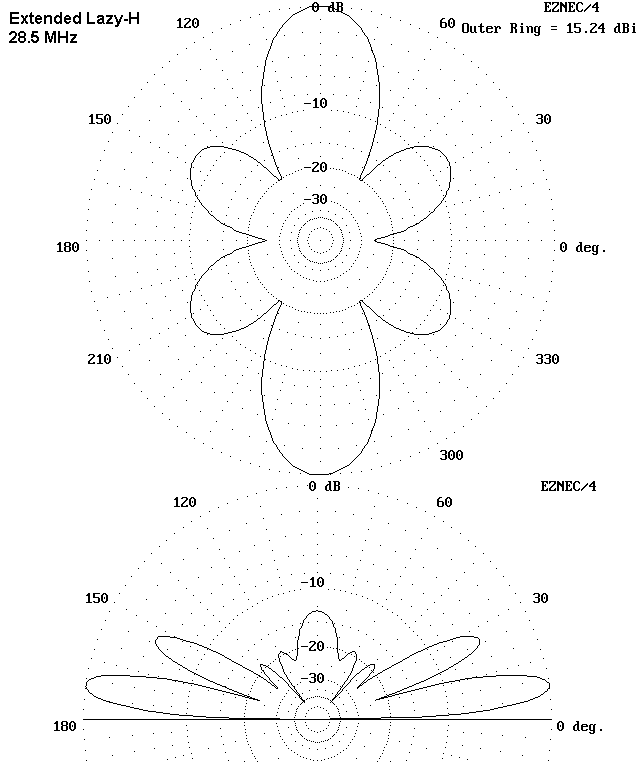 Extended Lazy-H
28.5 MHz
0 dB
EZNEC/4
120
60
Outer Ring = 15.24 dBi
-10
150
30
-20
-30
180
0 deg.
210
330
300
0 dB
EZNEC/4
120
60
-10
150
30
-20
-30
180
0 deg.